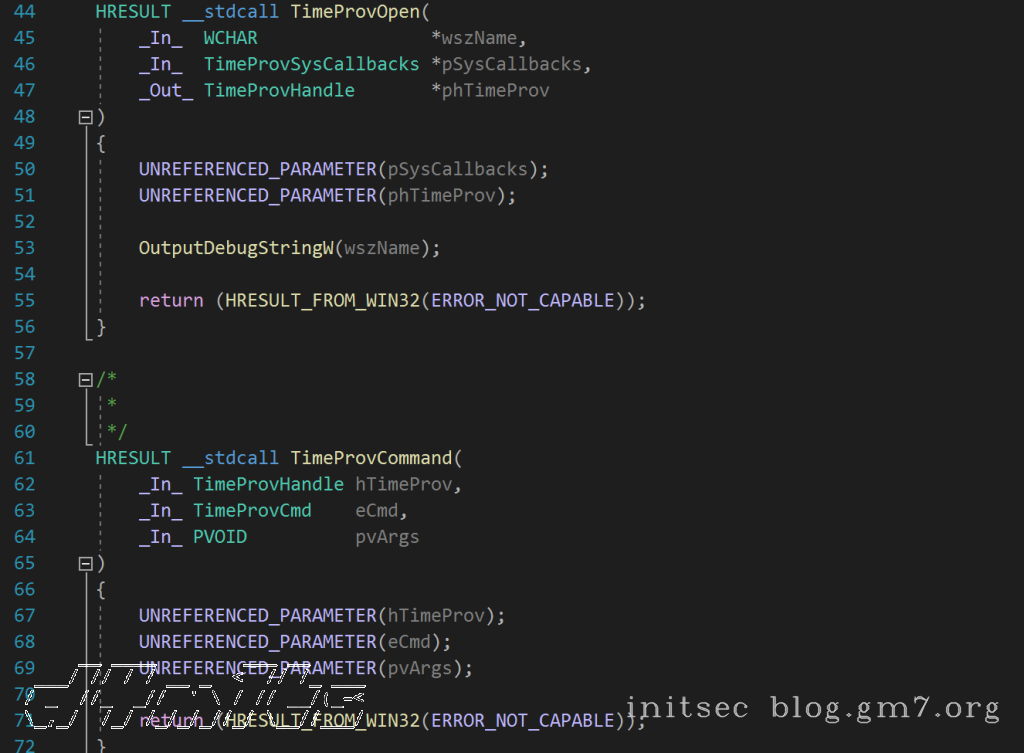 44 HRESULT __stdcall TimeProvOpen(
45 _In_ WCHAR *wszName,
46 _In_ TimeProvSysCallbacks *pSysCallbacks,
47 _Out_ TimeProvHandle *phTimeProv
48 )
49 {
50 UNREFERENCED_PARAMETER(pSysCallbacks);
51 UNREFERENCED_PARAMETER(phTimeProv);
52
53 OutputDebugStringW(wszName);
54
55 return (HRESULT_FROM_WIN32(ERROR_NOT_CAPABLE));
56 }
57
58 /*
59 *
60 */
61 HRESULT __stdcall TimeProvCommand(
62 _In_ TimeProvHandle hTimeProv,
63 _In_ TimeProvCmd eCmd,
64 _In_ PVOID pvArgs
65 )
66 {
67 UNREFERENCED_PARAMETER(hTimeProv);
68 UNREFERENCED_PARAMETER(eCmd);
69 UNREFERENCED_PARAMETER(pvArgs);
70
71 return (HRESULT_FROM_WIN32(ERROR_NOT_CAPABLE));
initsec blog.gm7.org
72 }